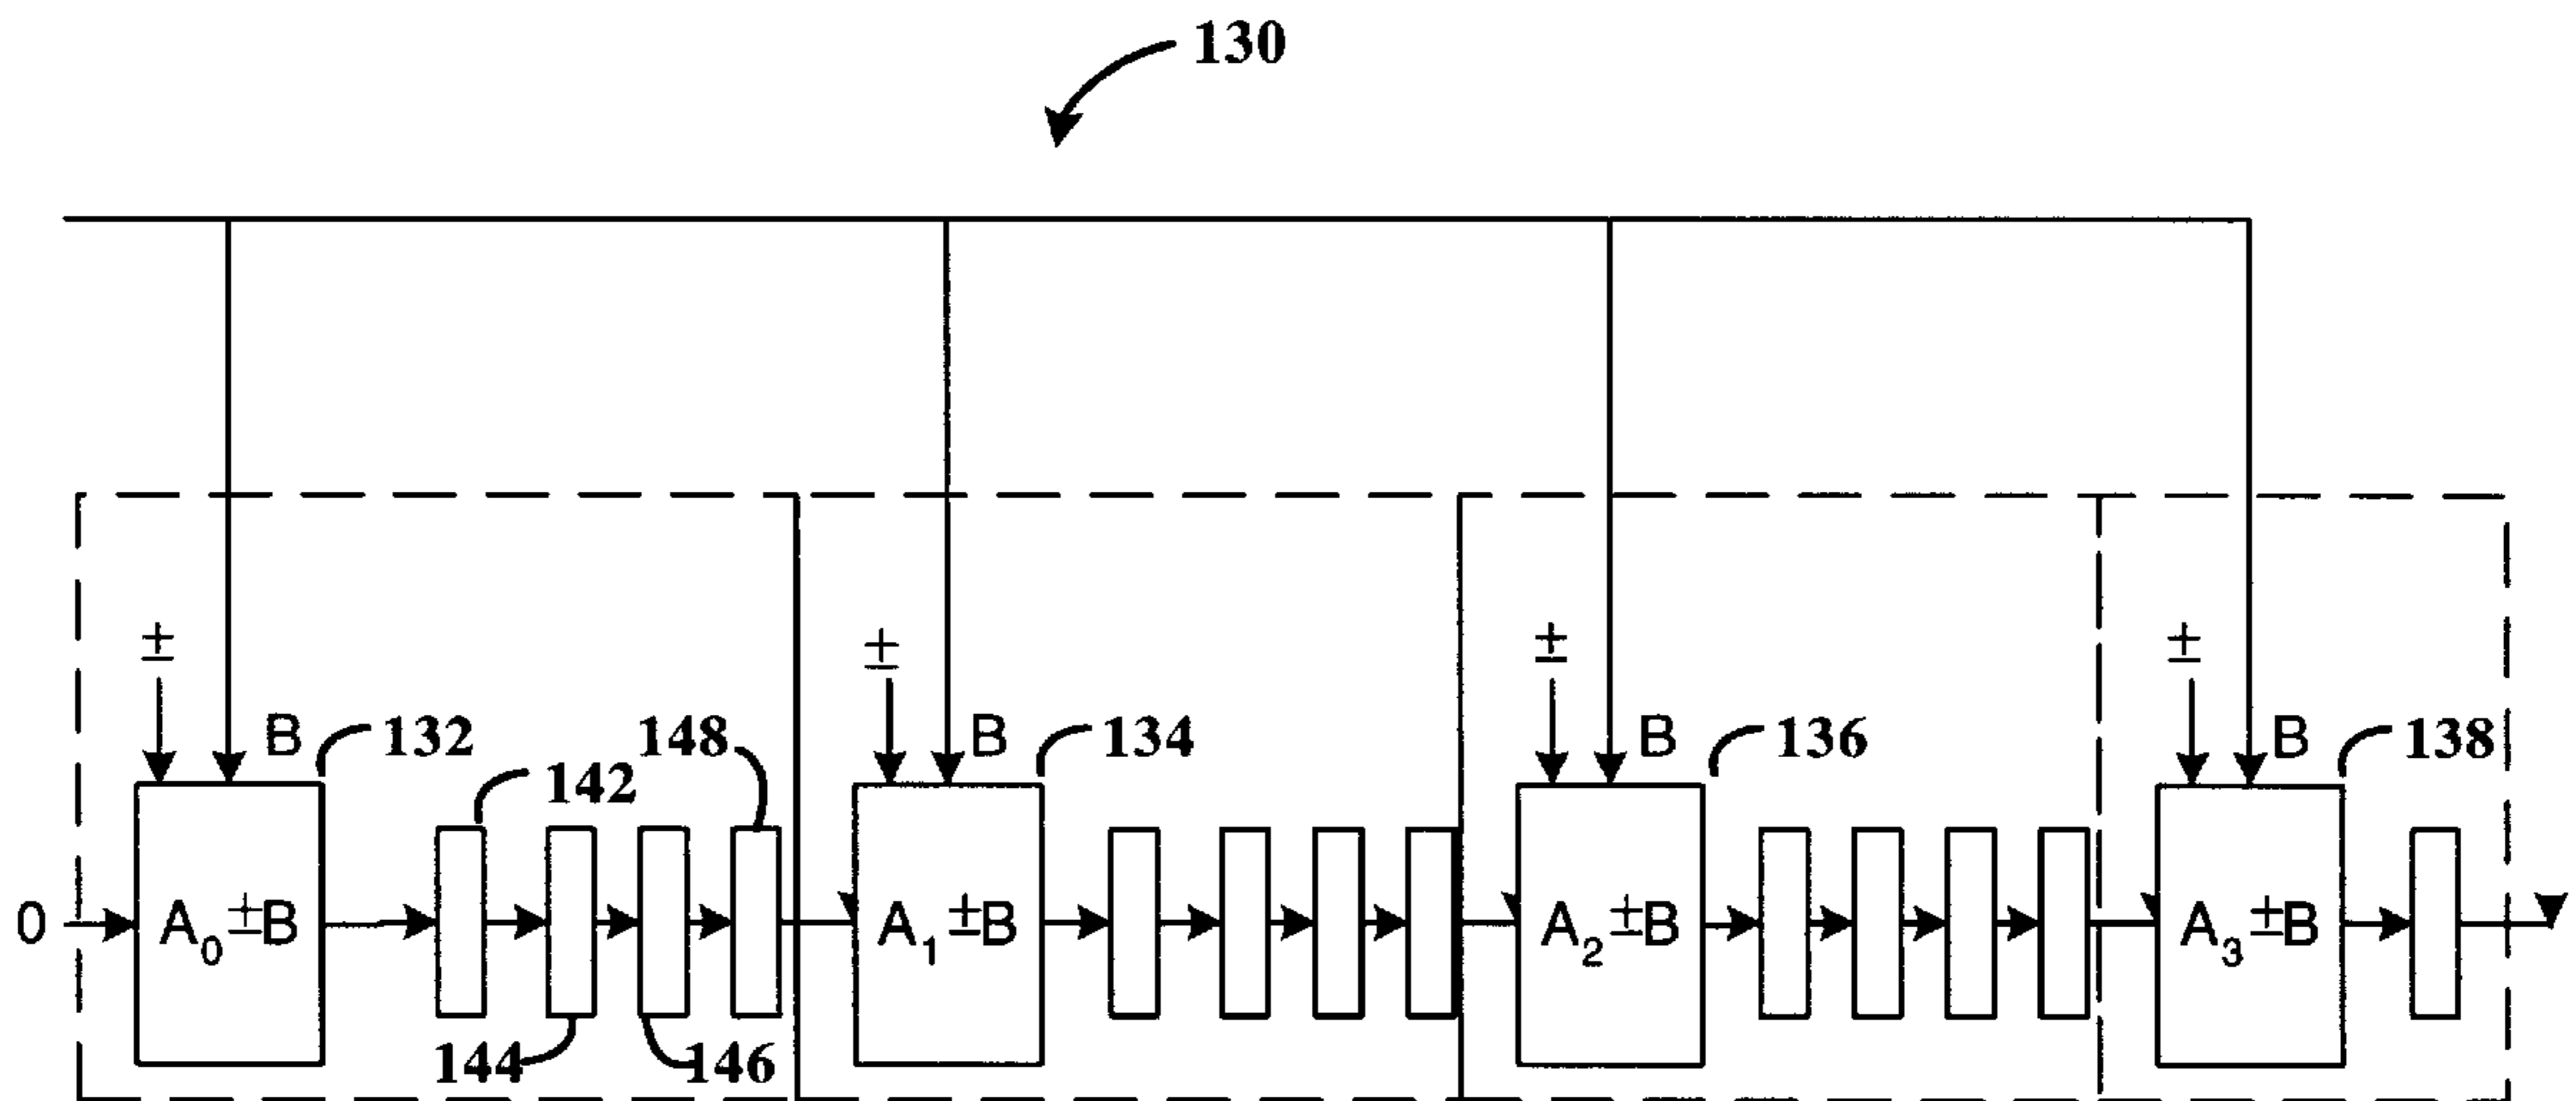 130
± ± ± ±
B 132 148 B 134 B 136 B 138
142
0 A₀ ±B A₁ ±B A₂ ±B A₃ ±B
144 146